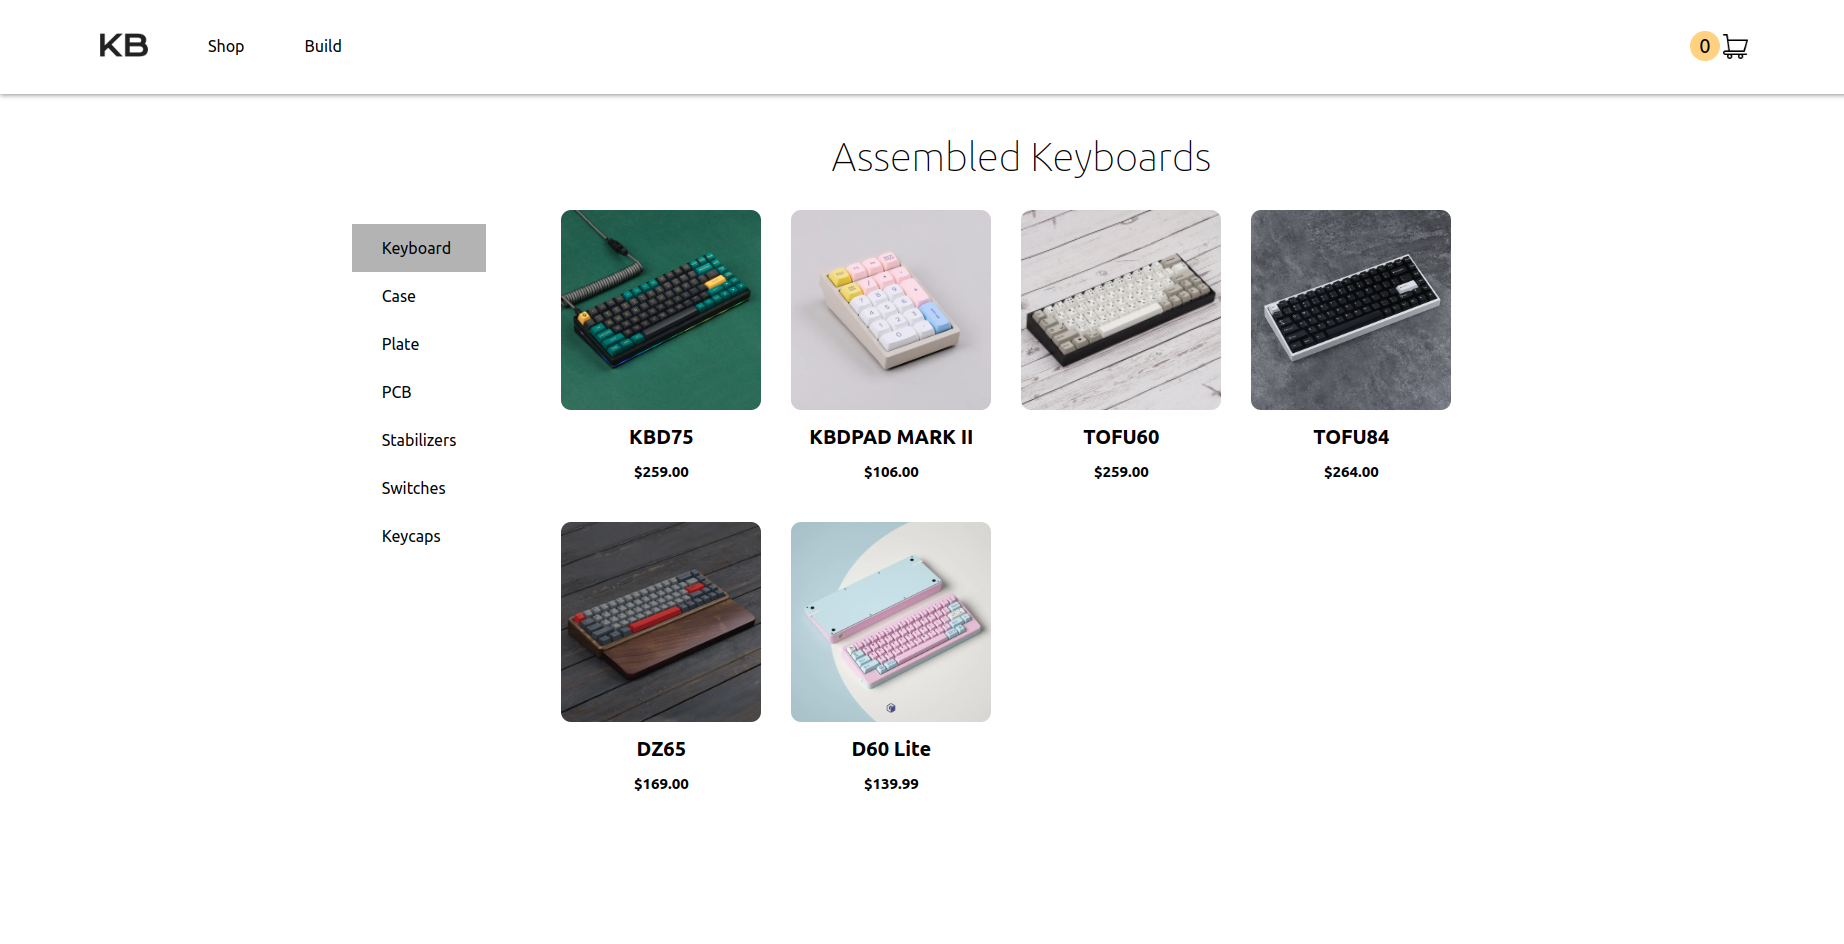 KB
Shop
Build
0
Assembled Keyboards
Keyboard
Case
Plate
PCB
Stabilizers
Switches
Keycaps
KBD75
$259.00
KBDPAD MARK II
$106.00
TOFU60
$259.00
TOFU84
$264.00
DZ65
$169.00
D60 Lite
$139.99